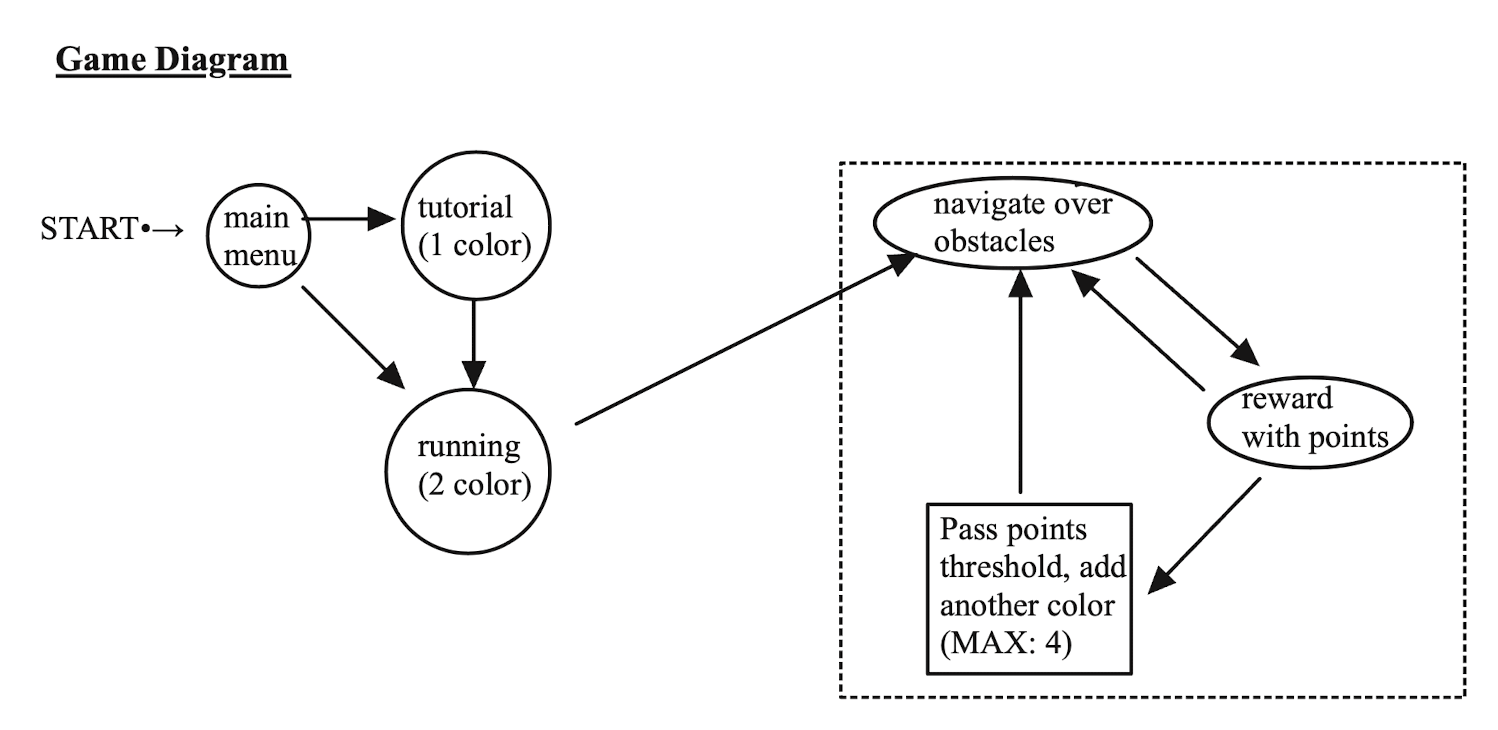 Game Diagram
START•→
main
menu
tutorial
(1 color)
running
(2 color)
navigate over
obstacles
reward
with points
Pass points
threshold, add
another color
(MAX: 4)